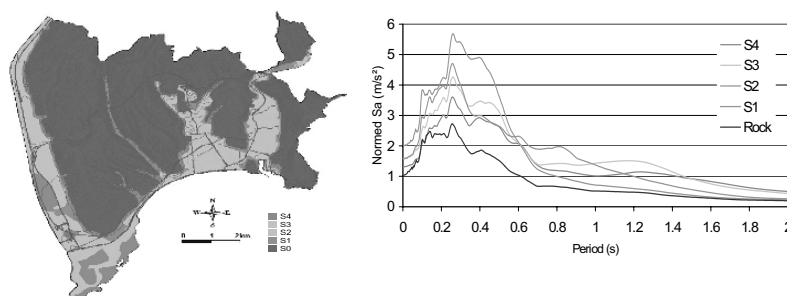 N
W E
S
0 1 2km
S4
S3
S2
S1
S0
Normed Sa (m/s²)
6
5
4
3
2
1
0
0 0.2 0.4 0.6 0.8 1 1.2 1.4 1.6 1.8 2
Period (s)
S4
S3
S2
S1
Rock